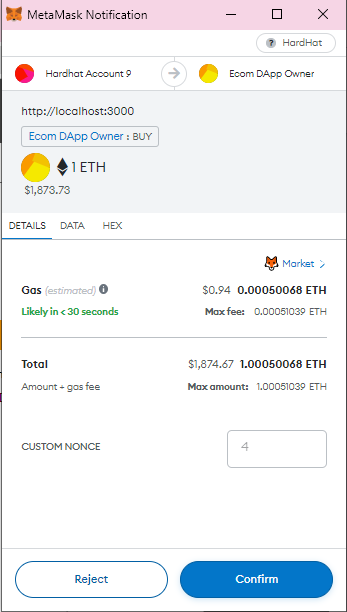 MetaMask Notification
HardHat
Hardhat Account 9
Ecom DApp Owner
http://localhost:3000
Ecom DApp Owner : BUY
1 ETH
$1,873.73
DETAILS DATA HEX
Market >
Gas (estimated) $0.94 0.00050068 ETH
Likely in < 30 seconds Max fee: 0.00051039 ETH
Total $1,874.67 1.00050068 ETH
Amount + gas fee Max amount: 1.00051039 ETH
CUSTOM NONCE 4
Reject Confirm